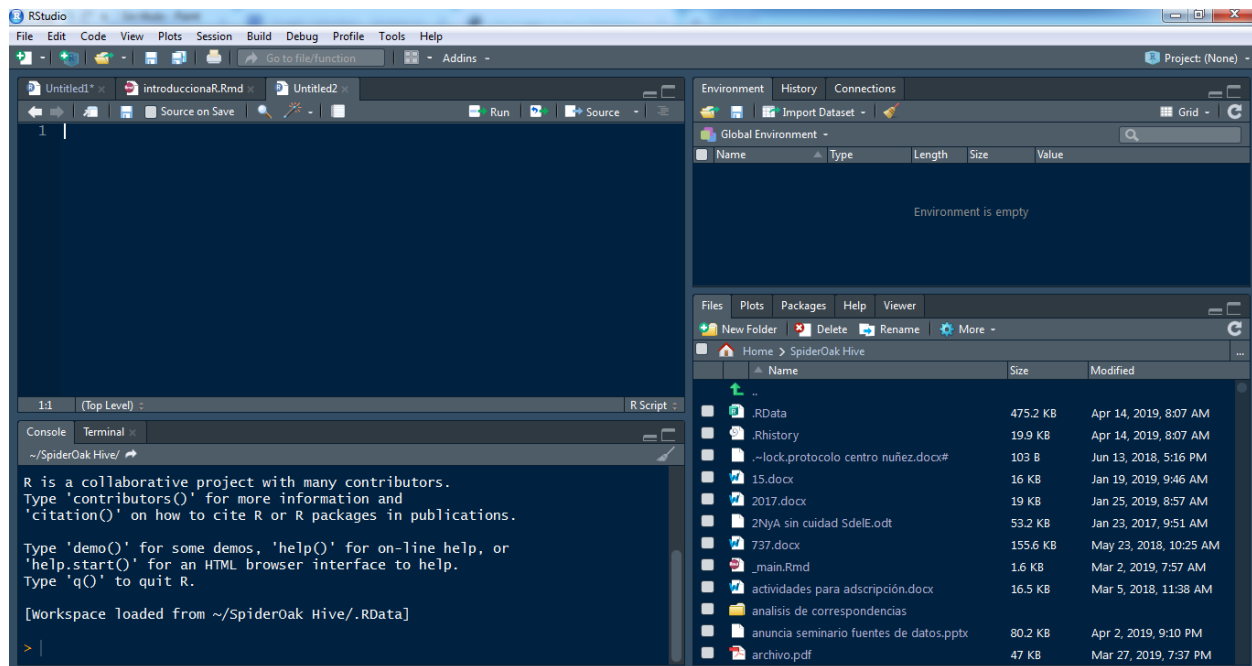 RStudio
File Edit Code View Plots Session Build Debug Profile Tools Help
Go to file/function Addins
Project: (None)
Untitled1* introduccionaR.Rmd Untitled2
Source on Save Run Source
1
1:1 (Top Level) R Script
Console Terminal
~/SpiderOak Hive/
R is a collaborative project with many contributors.
Type 'contributors()' for more information and
'citation()' on how to cite R or R packages in publications.
Type 'demo()' for some demos, 'help()' for on-line help, or
'help.start()' for an HTML browser interface to help.
Type 'q()' to quit R.
[Workspace loaded from ~/SpiderOak Hive/.RData]
>
Environment History Connections
Import Dataset Grid
Global Environment
Name Type Length Size Value
Environment is empty
Files Plots Packages Help Viewer
New Folder Delete Rename More
Home > SpiderOak Hive ...
Name Size Modified
..
.RData 475.2 KB Apr 14, 2019, 8:07 AM
.Rhistory 19.9 KB Apr 14, 2019, 8:07 AM
.~lock.protocolo centro nuñez.docx# 103 B Jun 13, 2018, 5:16 PM
15.docx 16 KB Jan 19, 2019, 9:46 AM
2017.docx 19 KB Jan 25, 2019, 8:57 AM
2NyA sin cuidad SdelE.odt 53.2 KB Jan 23, 2017, 9:51 AM
737.docx 155.6 KB May 23, 2018, 10:25 AM
_main.Rmd 1.6 KB Mar 2, 2019, 7:57 AM
actividades para adscripción.docx 16.5 KB Mar 5, 2018, 11:38 AM
analisis de correspondencias
anuncia seminario fuentes de datos.pptx 80.2 KB Apr 2, 2019, 9:10 PM
archivo.pdf 47 KB Mar 27, 2019, 7:37 PM